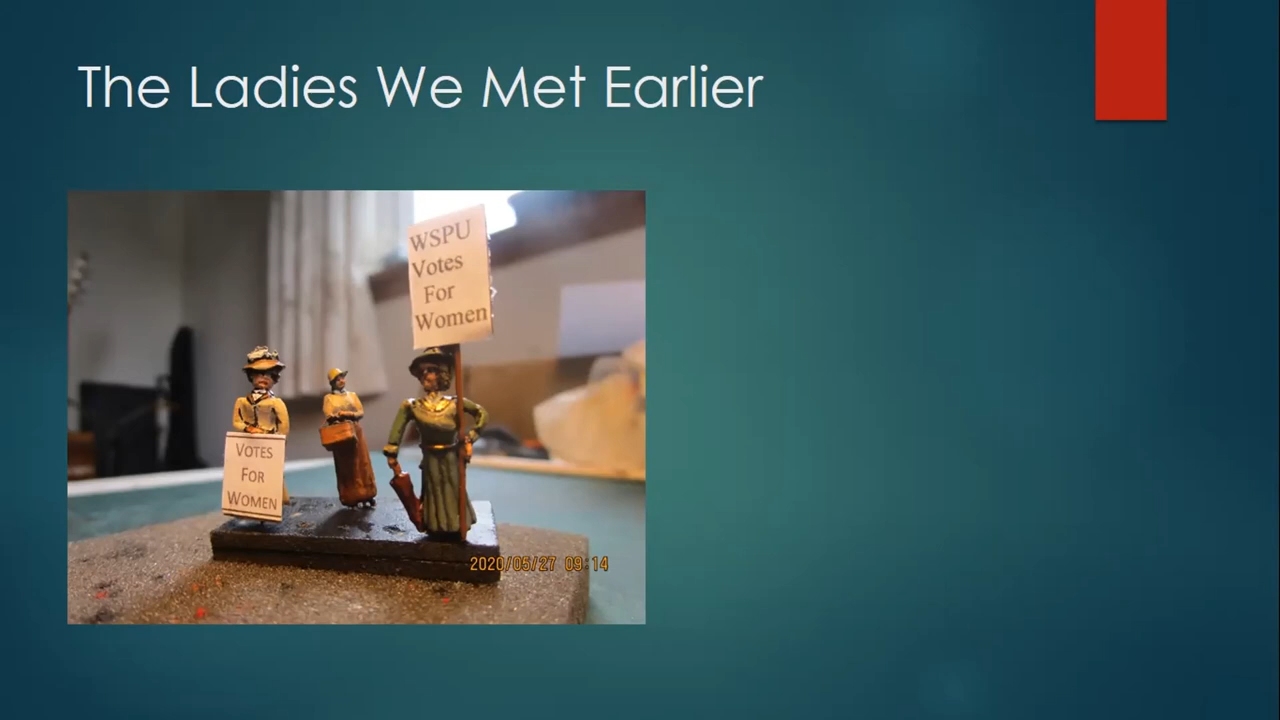 The Ladies We Met Earlier
WSPU
Votes
For
Women
VOTES
FOR
WOMEN
2020/05/27 09:14